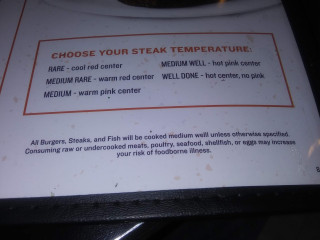 CHOOSE YOUR STEAK TEMPERATURE:
RARE - cool red center
MEDIUM RARE - warm red center
MEDIUM - warm pink center
MEDIUM WELL - hot pink center
WELL DONE - hot center, no pink
All Burgers, Steaks, and Fish will be cooked medium well unless otherwise specified.
Consuming raw or undercooked meats, poultry, seafood, shellfish, or eggs may increase
your risk of foodborne illness.